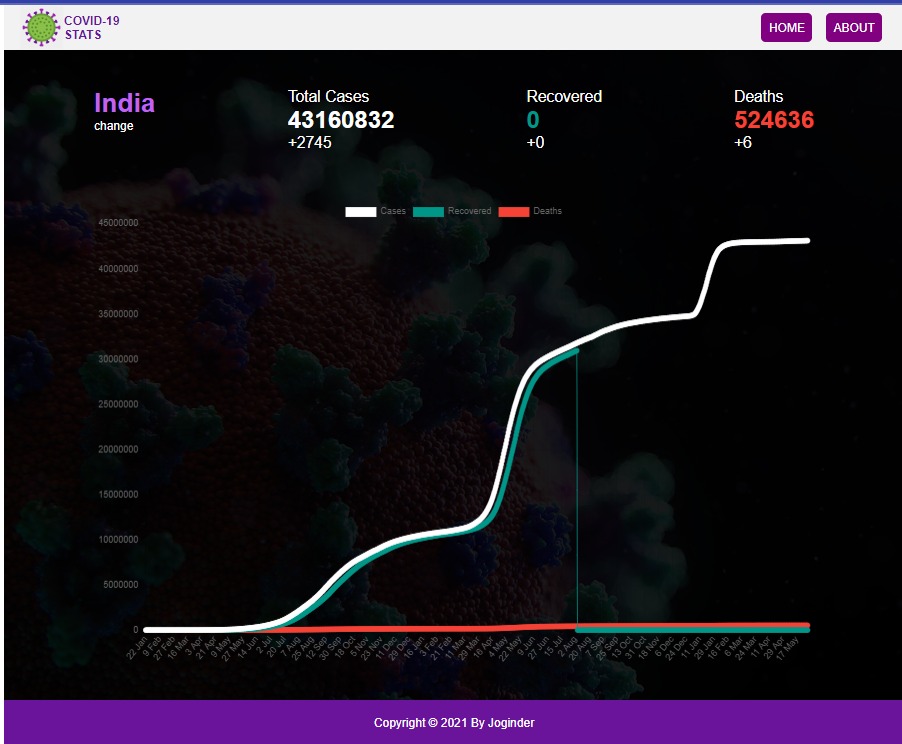 COVID-19
STATS
HOME
ABOUT
India
change
Total Cases
43160832
+2745
Recovered
0
+0
Deaths
524636
+6
Cases
Recovered
Deaths
45000000
40000000
35000000
30000000
25000000
20000000
15000000
10000000
5000000
0
22 Jan
9 Feb
27 Feb
16 Mar
3 Apr
21 Apr
9 May
27 May
14 Jun
2 Jul
20 Jul
7 Aug
25 Aug
12 Sep
30 Sep
18 Oct
5 Nov
23 Nov
11 Dec
29 Dec
16 Jan
3 Feb
21 Feb
11 Mar
29 Mar
16 Apr
4 May
22 May
9 Jun
27 Jun
15 Jul
2 Aug
20 Aug
7 Sep
25 Sep
13 Oct
31 Oct
18 Nov
6 Dec
24 Dec
11 Jan
29 Jan
16 Feb
6 Mar
24 Mar
11 Apr
29 Apr
17 May
Copyright © 2021 By Joginder